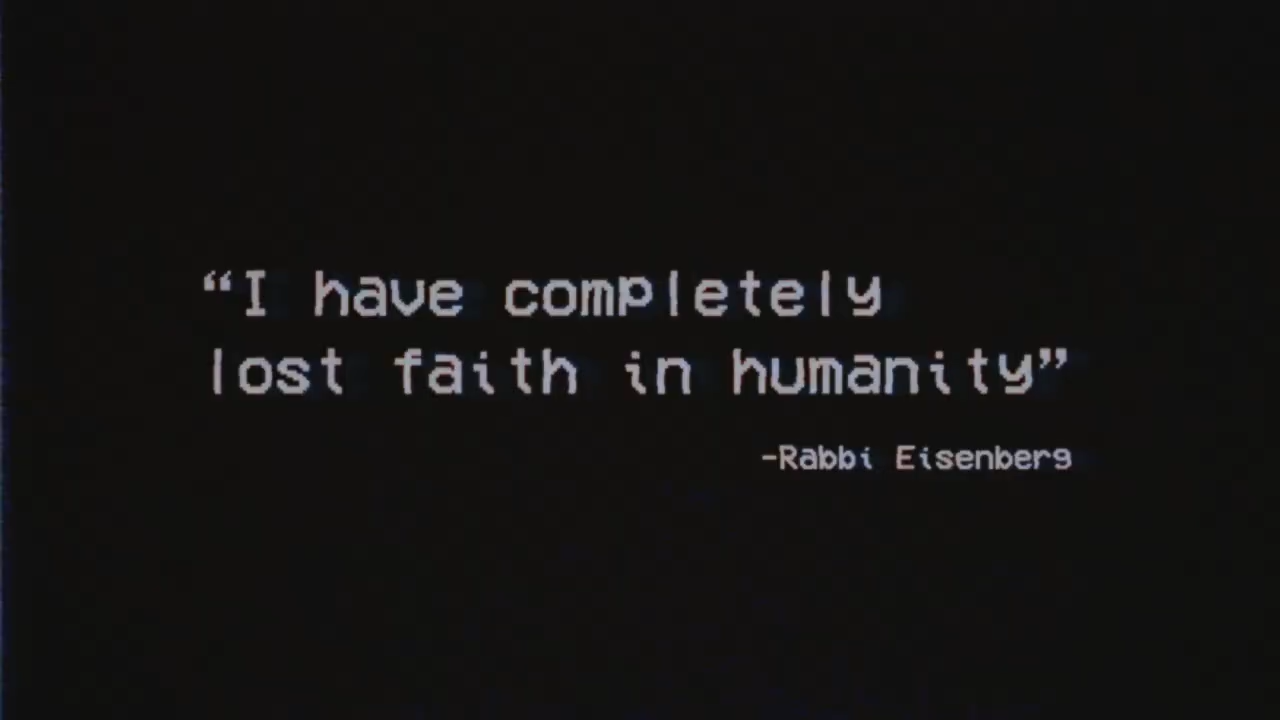 “I have completely
lost faith in humanity”
-Rabbi Eisenberg